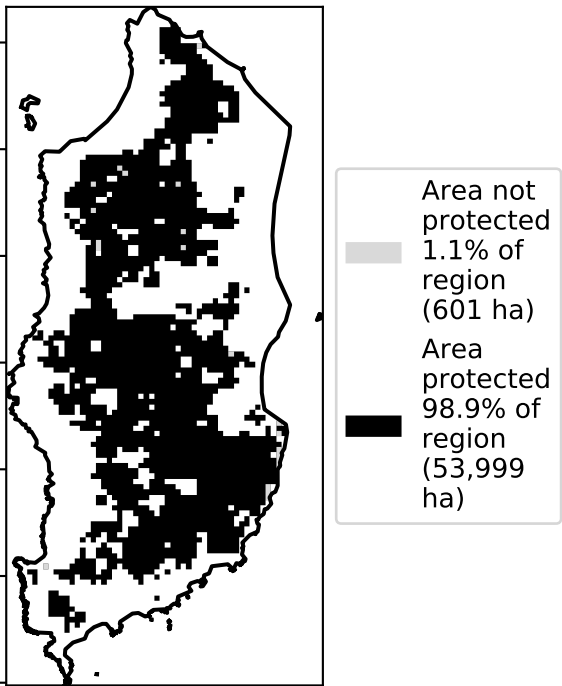 Area not
protected
1.1% of
region
(601 ha)
Area
protected
98.9% of
region
(53,999
ha)